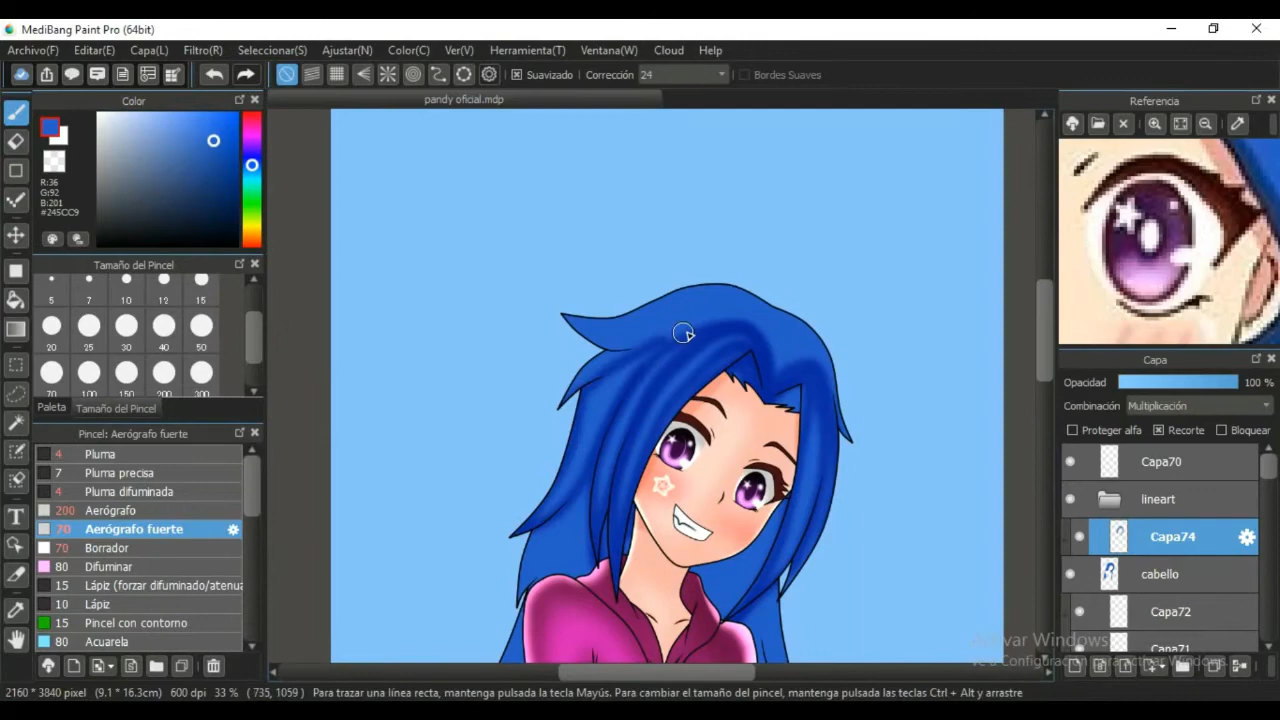 MediBang Paint Pro (64bit)
Archivo(F) Editar(E) Capa(L) Filtro(R) Seleccionar(S) Ajustar(N) Color(C) Ver(V) Herramienta(T) Ventana(W) Cloud Help
Suavizado Corrección 24 Bordes Suaves
Color
pandy oficial.mdp
Referencia
R:36
G:92
B:201
#245CC9
Tamaño del Pincel
5 7 10 12 15
20 25 30 40 50
70 100 150 200 300
Paleta Tamaño del Pincel
Pincel: Aerógrafo fuerte
4 Pluma
7 Pluma precisa
4 Pluma difuminada
200 Aerógrafo
70 Aerógrafo fuerte
70 Borrador
80 Difuminar
15 Lápiz (forzar difuminado/atenua
10 Lápiz
15 Pincel con contorno
80 Acuarela
Capa
Opacidad 100 %
Combinación Multiplicación
Proteger alfa Recorte Bloquear
Capa70
lineart
Capa74
cabello
Capa72
Capa71
2160 * 3840 pixel (9.1 * 16.3cm) 600 dpi 33 % ( 735, 1059 ) Para trazar una línea recta, mantenga pulsada la tecla Mayús. Para cambiar el tamaño del pincel, mantenga pulsada las teclas Ctrl + Alt y arrastre